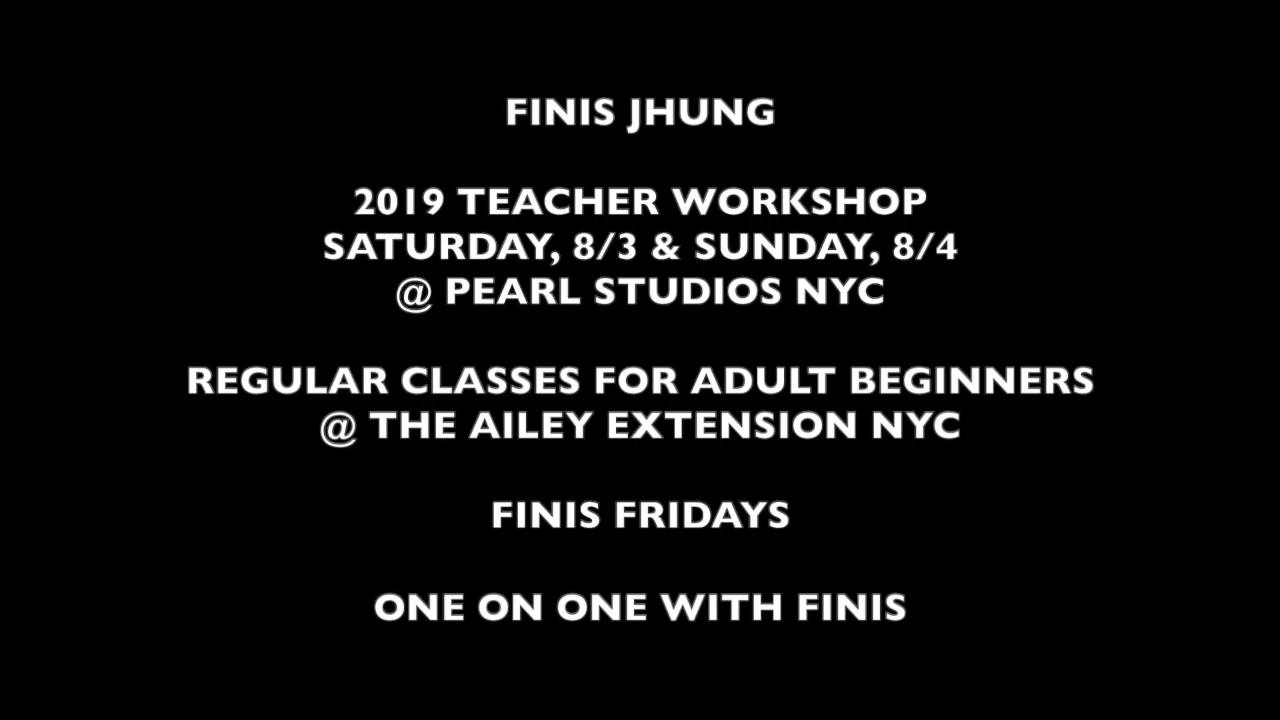 FINIS JHUNG
2019 TEACHER WORKSHOP
SATURDAY, 8/3 & SUNDAY, 8/4
@ PEARL STUDIOS NYC
REGULAR CLASSES FOR ADULT BEGINNERS
@ THE AILEY EXTENSION NYC
FINIS FRIDAYS
ONE ON ONE WITH FINIS